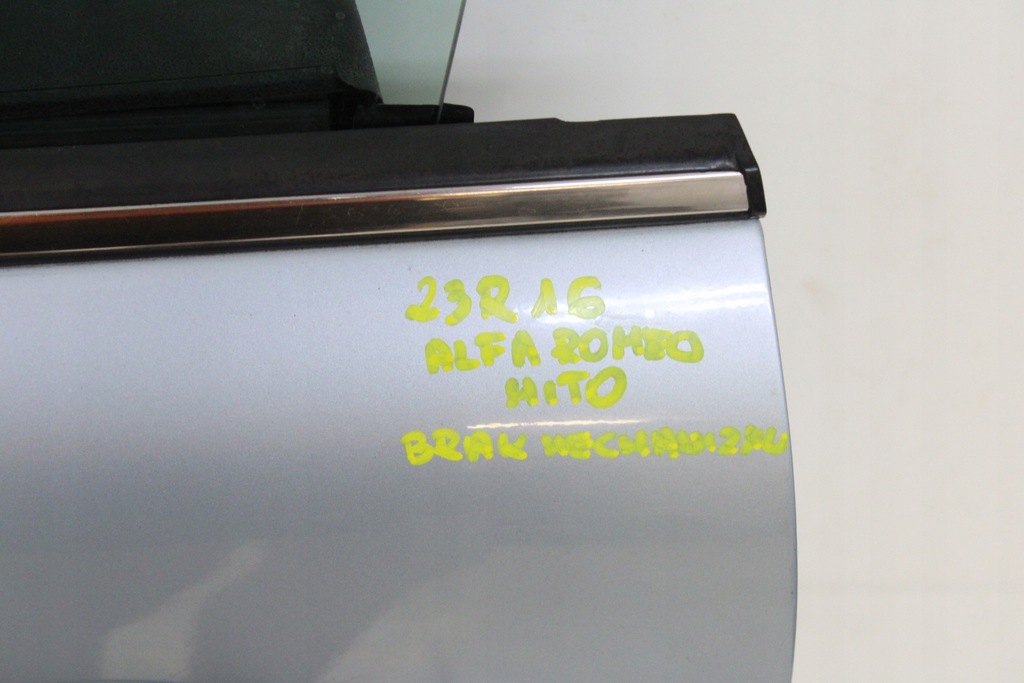 23R16
ALFA ROMEO
MITO
BRAK MECHANIZMU